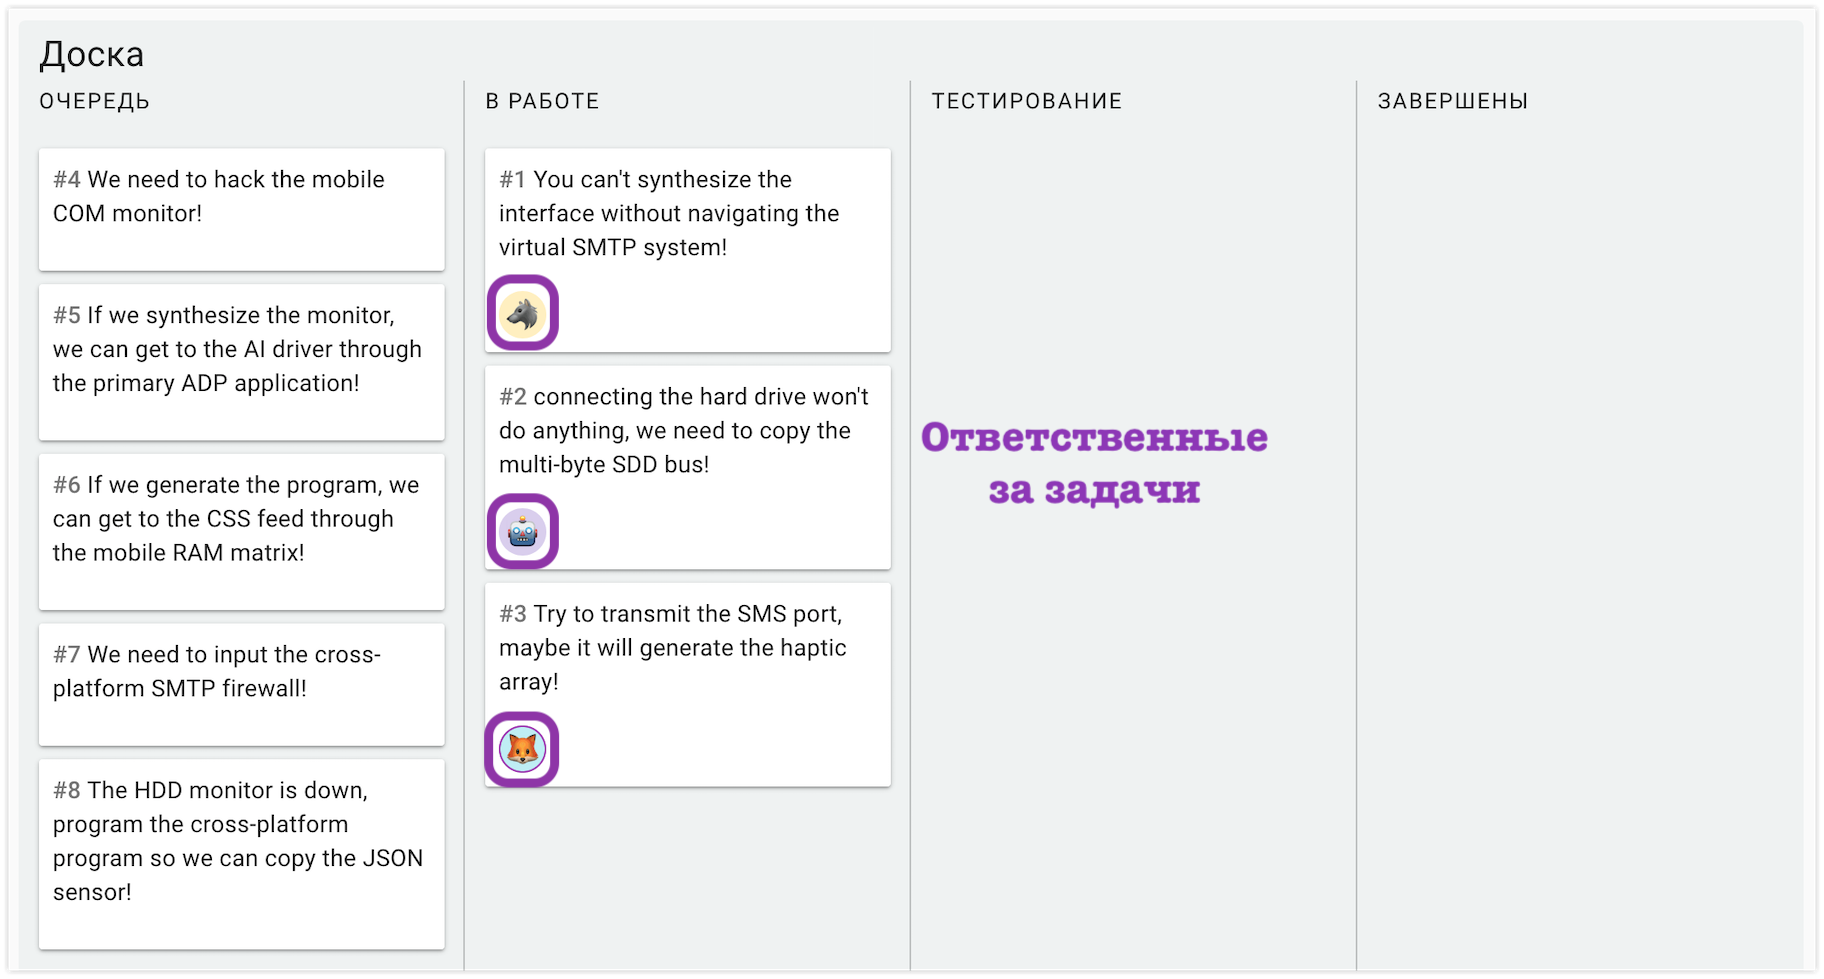 Доска
ОЧЕРЕДЬ
#4 We need to hack the mobile
COM monitor!
#5 If we synthesize the monitor,
we can get to the AI driver through
the primary ADP application!
#6 If we generate the program, we
can get to the CSS feed through
the mobile RAM matrix!
#7 We need to input the cross-
platform SMTP firewall!
#8 The HDD monitor is down,
program the cross-platform
program so we can copy the JSON
sensor!
В РАБОТЕ
#1 You can't synthesize the
interface without navigating the
virtual SMTP system!
#2 connecting the hard drive won't
do anything, we need to copy the
multi-byte SDD bus!
#3 Try to transmit the SMS port,
maybe it will generate the haptic
array!
ТЕСТИРОВАНИЕ
Ответственные
за задачи
ЗАВЕРШЕНЫ